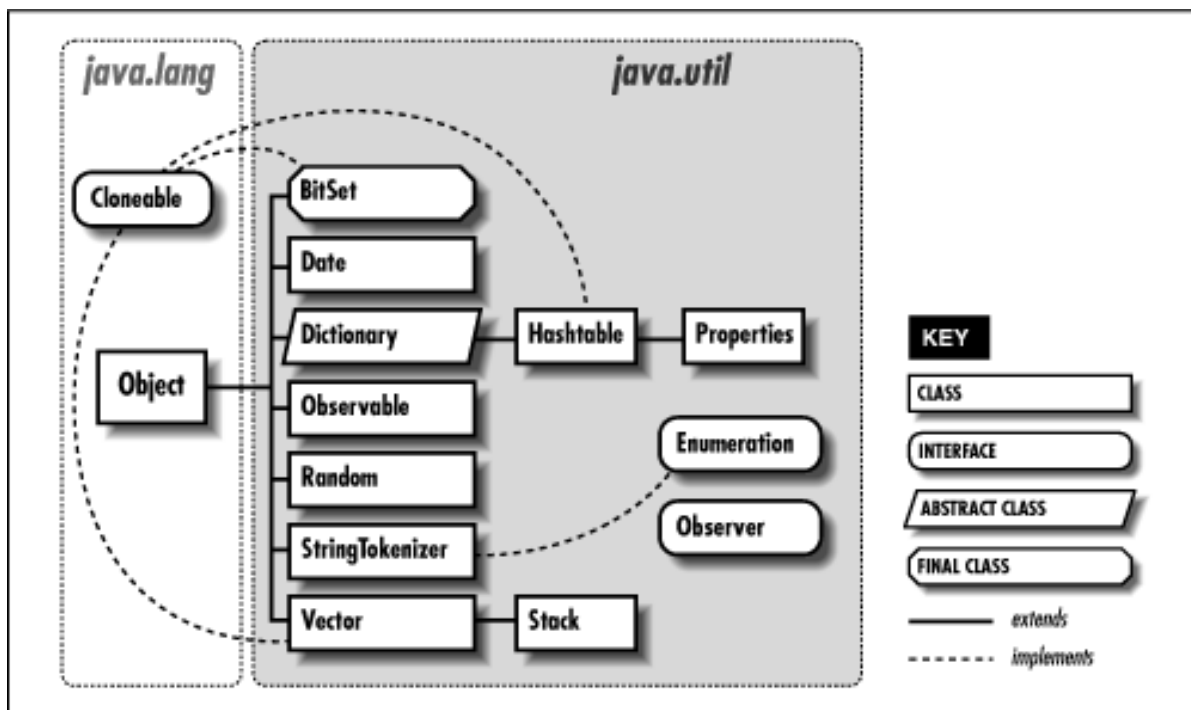 java.lang
java.util
Cloneable
BitSet
Date
Dictionary
Hashtable
Properties
Object
Observable
Enumeration
Random
Observer
StringTokenizer
Vector
Stack
KEY
CLASS
INTERFACE
ABSTRACT CLASS
FINAL CLASS
extends
implements